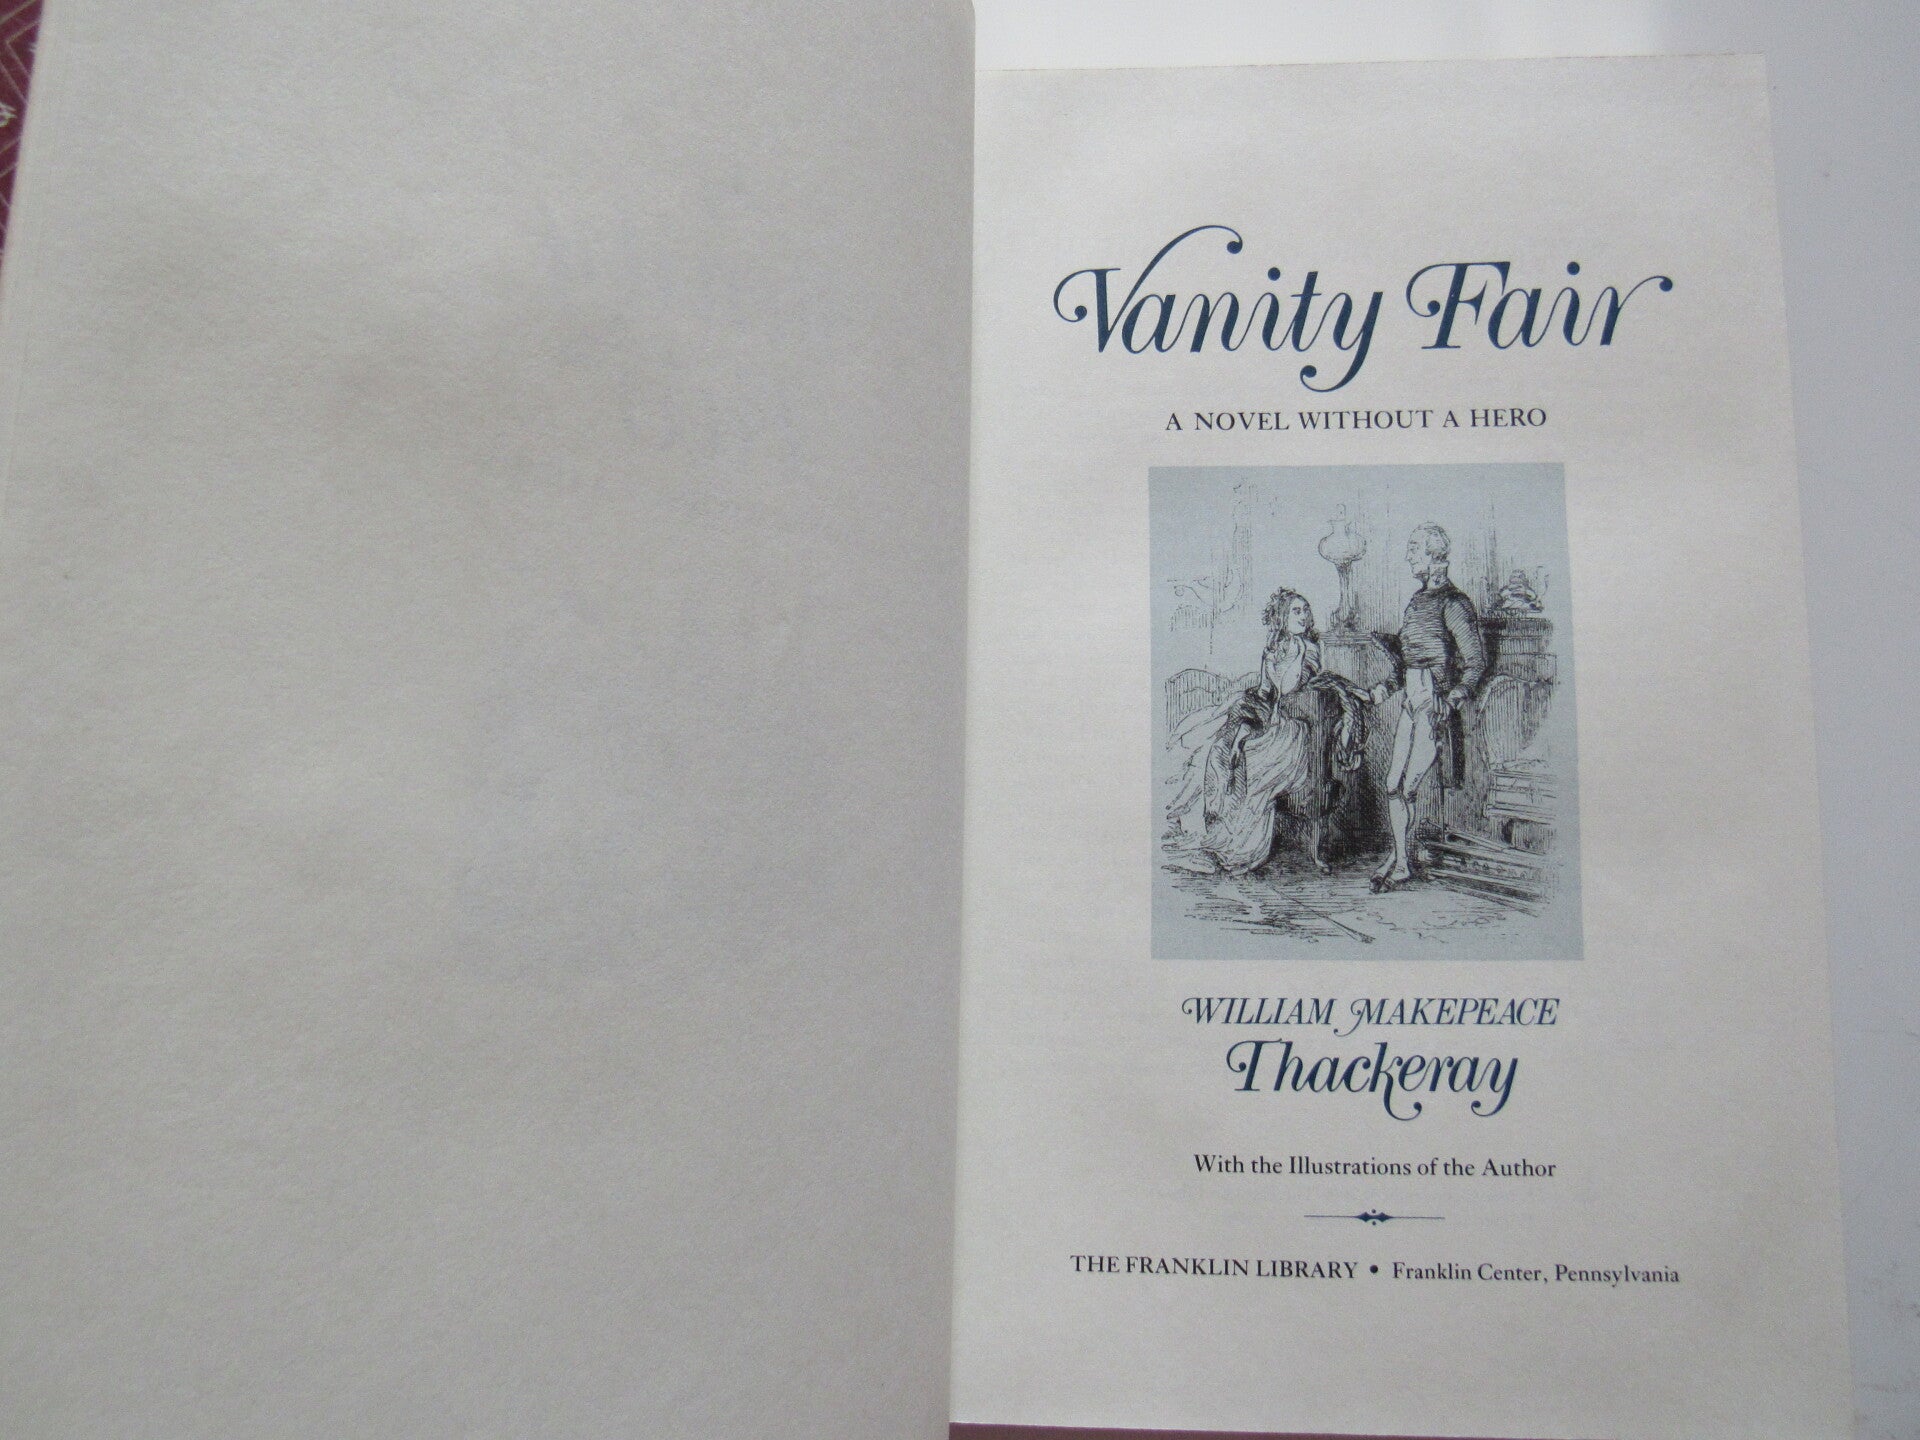 Vanity Fair
A NOVEL WITHOUT A HERO
WILLIAM MAKEPEACE
Thackeray
With the Illustrations of the Author
THE FRANKLIN LIBRARY • Franklin Center, Pennsylvania